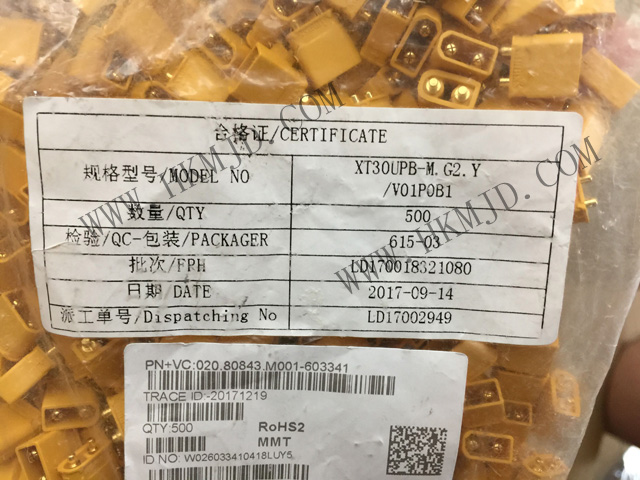 合格证/CERTIFICATE
规格型号/MODEL NO XT30UPB-M.G2.Y
/V01P0B1
数量/QTY 500
检验/QC-包装/PACKAGER 615-03
批次/FPH LD170018321080
日期/DATE 2017-09-14
派工单号/Dispatching No LD17002949
PN+VC:020.80843.M001-603341
TRACE ID:-20171219
QTY:500 RoHS2
MMT
ID NO: W026033410418LUY5
WWW.HKMJD.COM
WWW.HKMJD.COM